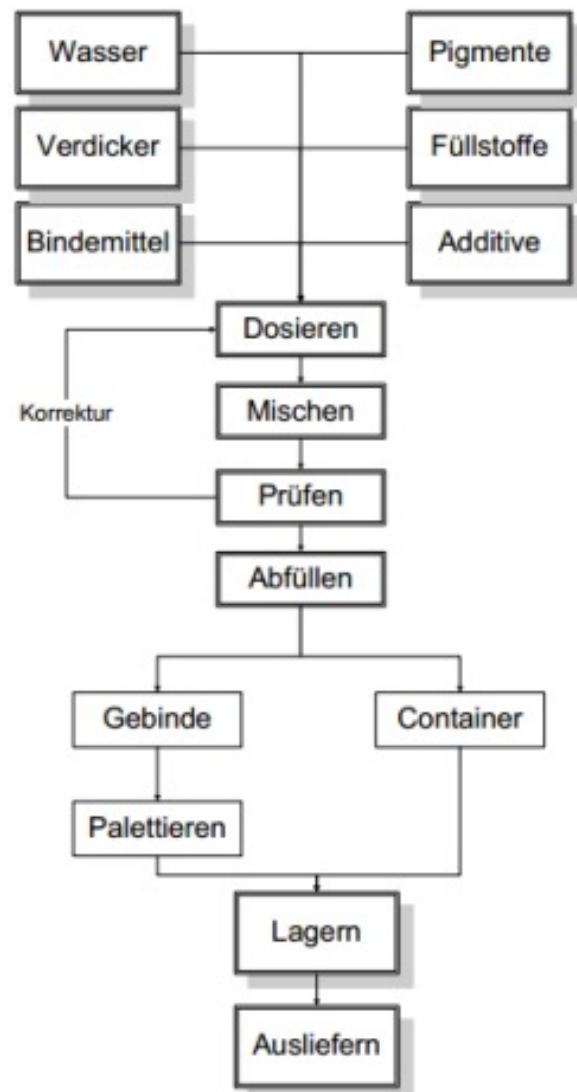 Wasser
Pigmente
Verdicker
Füllstoffe
Bindemittel
Additive
Dosieren
Korrektur
Mischen
Prüfen
Abfüllen
Gebinde
Container
Palettieren
Lagern
Ausliefern